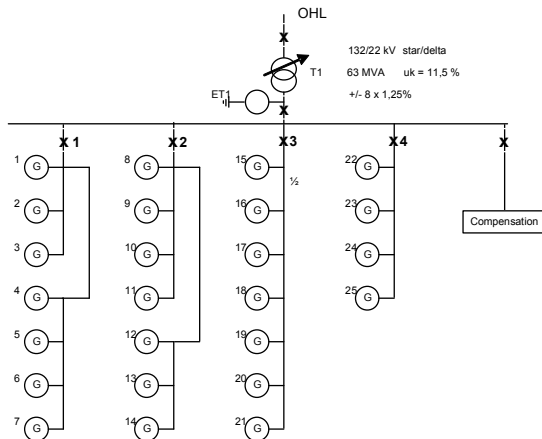 OHL
132/22 kV star/delta
T1 63 MVA uk = 11,5 %
ET1 +/- 8 x 1,25%
X
X
X 1 X 2 X 3 X 4 X
1 G 8 G 15 G 22 G
½
2 G 9 G 16 G 23 G
Compensation
3 G 10 G 17 G 24 G
4 G 11 G 18 G 25 G
5 G 12 G 19 G
6 G 13 G 20 G
7 G 14 G 21 G